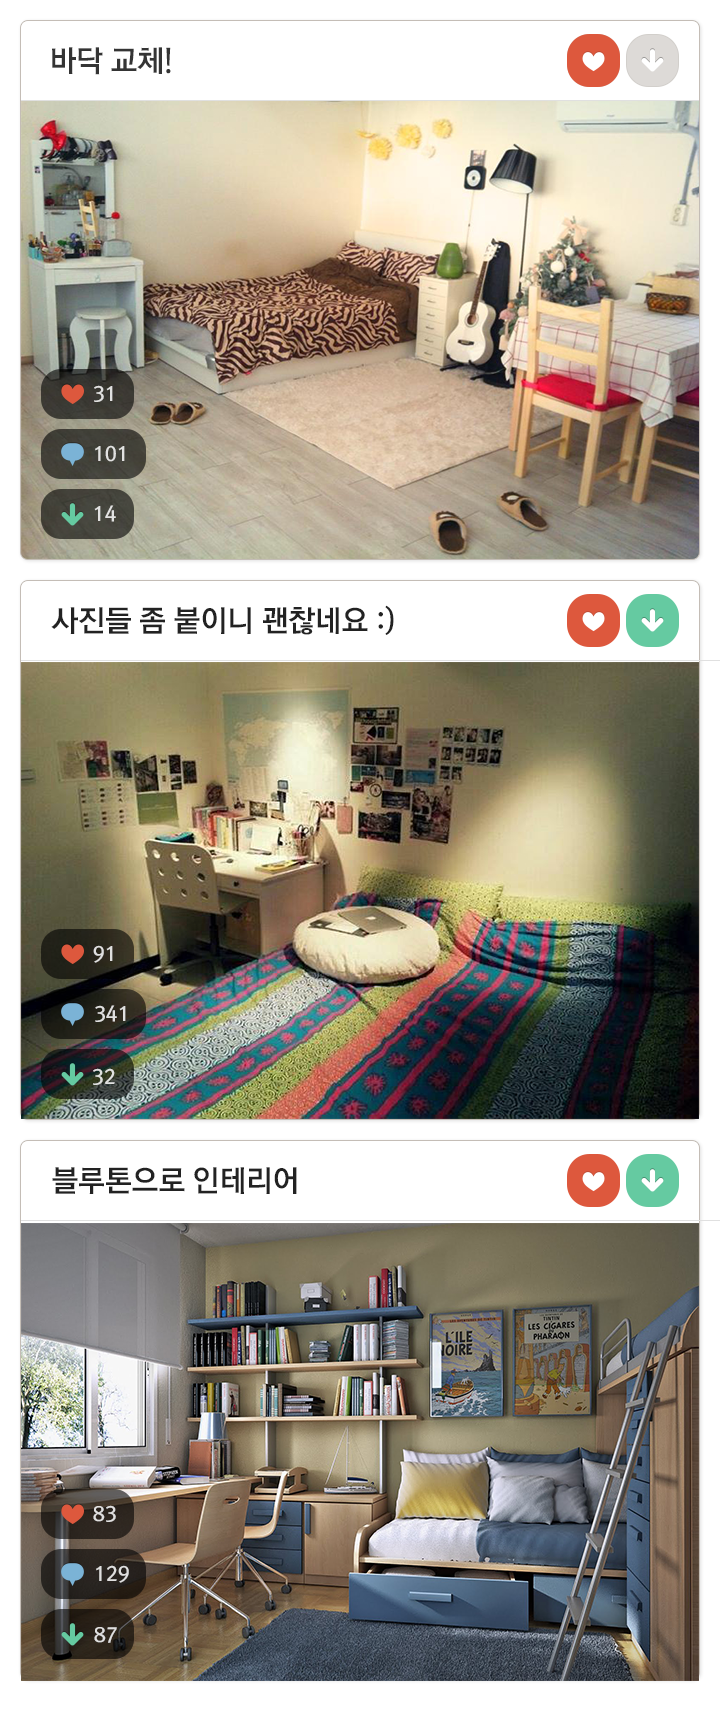 바닥 교체!
31
101
14
사진들 좀 붙이니 괜찮네요 :)
91
341
32
블루톤으로 인테리어
L'ILE
NOIRE
TINTIN
LES CIGARES
DU
PHARAON
83
129
87